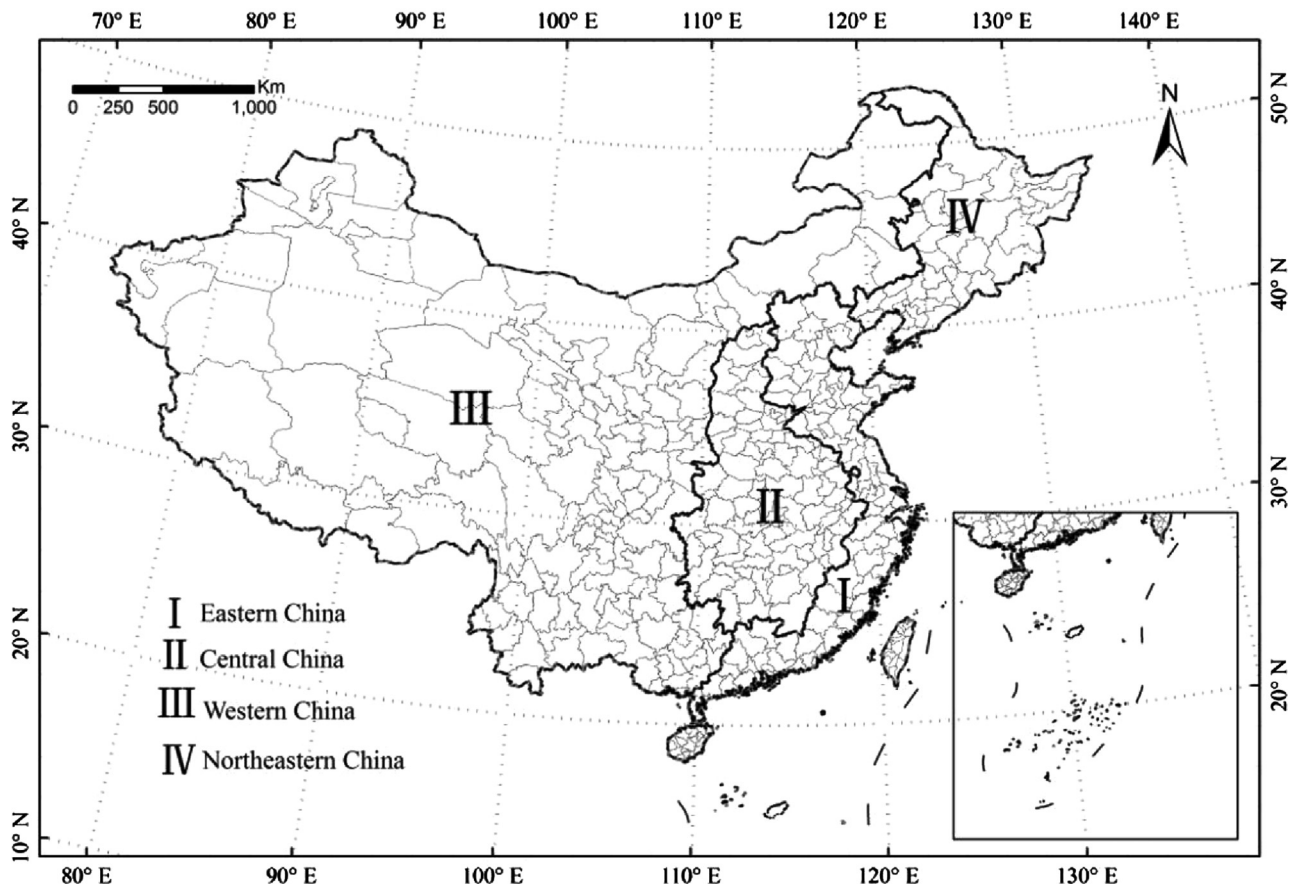 70° E 80° E 90° E 100° E 110° E 120° E 130° E 140° E
Km
0 250 500 1,000
N
50° N
40° N
40° N
30° N
30° N
20° N
20° N
10° N
IV
III
II
I
I Eastern China
II Central China
III Western China
IV Northeastern China
80° E 90° E 100° E 110° E 120° E 130° E